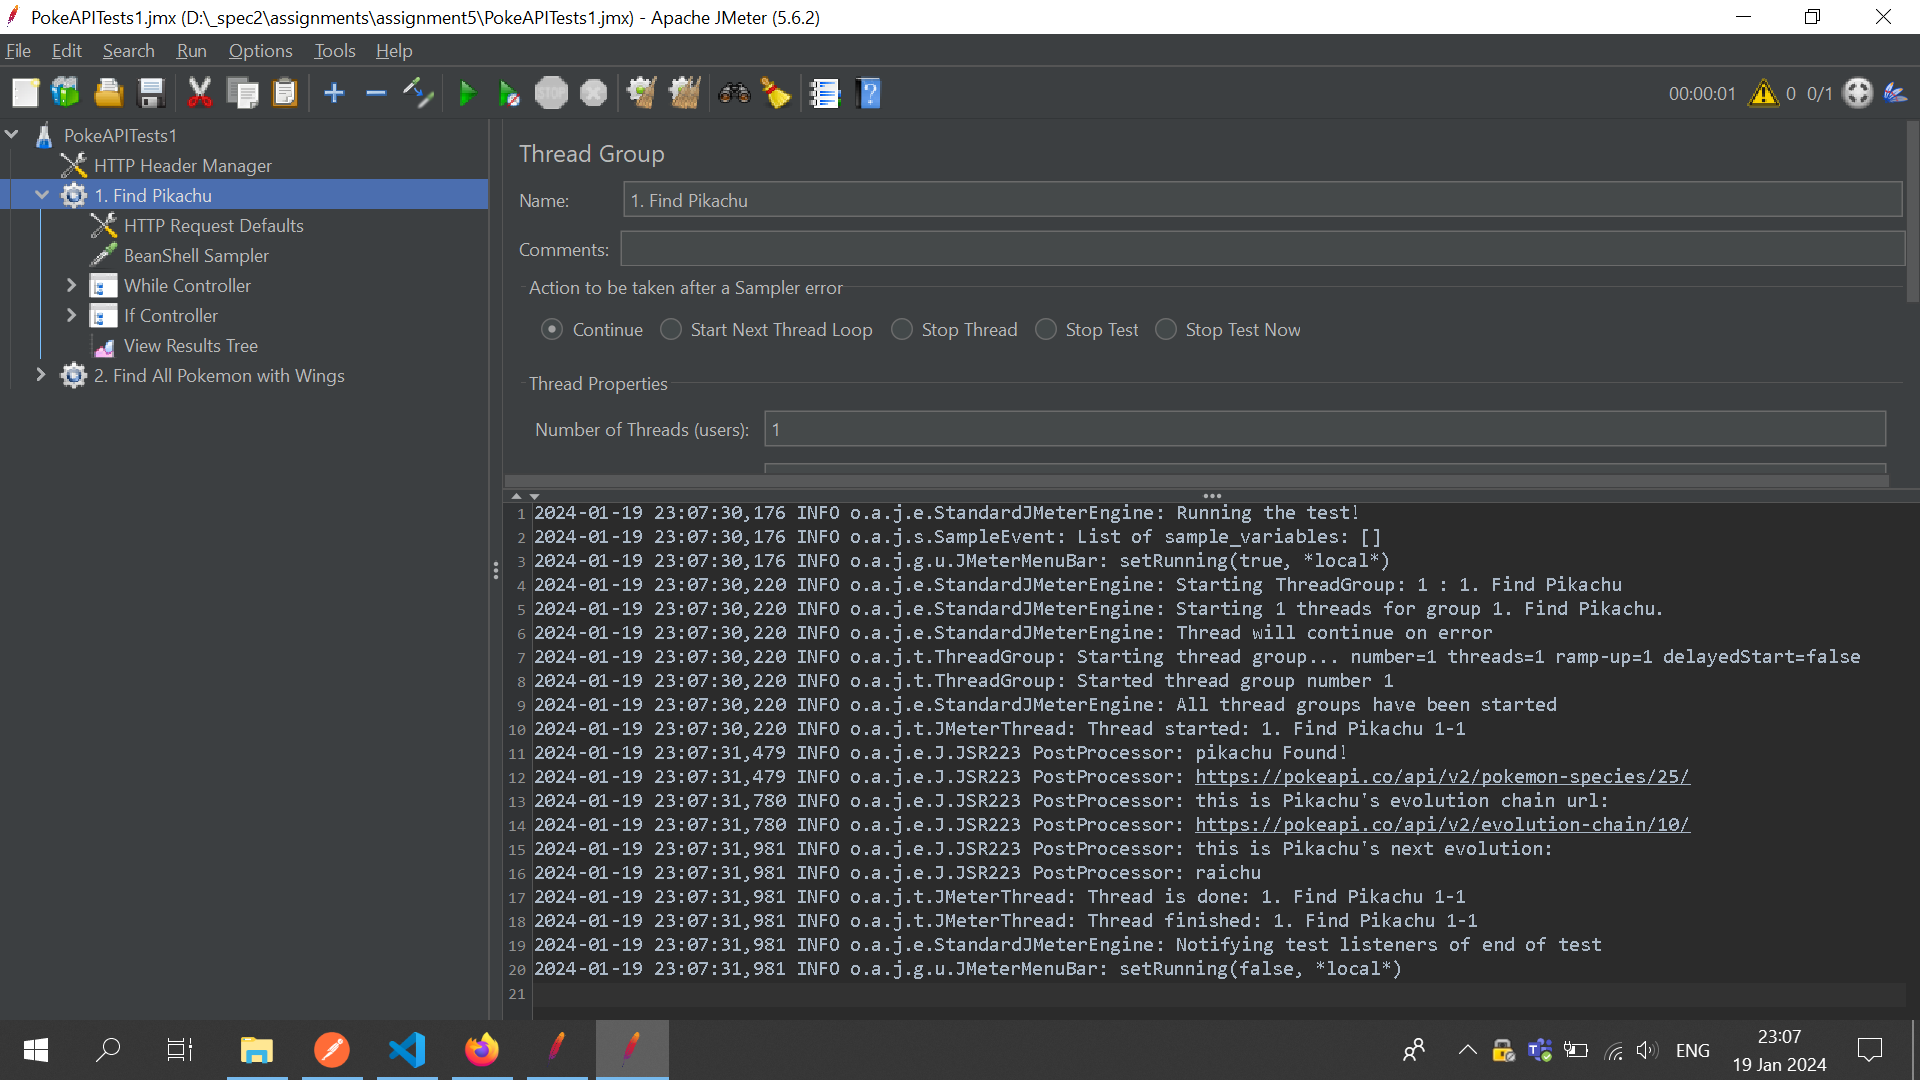 PokeAPITests1.jmx (D:\_spec2\assignments\assignment5\PokeAPITests1.jmx) - Apache JMeter (5.6.2)
File Edit Search Run Options Tools Help
STOP
00:00:01 0 0/1
PokeAPITests1
HTTP Header Manager
1. Find Pikachu
HTTP Request Defaults
BeanShell Sampler
While Controller
If Controller
View Results Tree
2. Find All Pokemon with Wings
Thread Group
Name: 1. Find Pikachu
Comments:
Action to be taken after a Sampler error
Continue Start Next Thread Loop Stop Thread Stop Test Stop Test Now
Thread Properties
Number of Threads (users): 1
1 2024-01-19 23:07:30,176 INFO o.a.j.e.StandardJMeterEngine: Running the test!
2 2024-01-19 23:07:30,176 INFO o.a.j.s.SampleEvent: List of sample_variables: []
3 2024-01-19 23:07:30,176 INFO o.a.j.g.u.JMeterMenuBar: setRunning(true, *local*)
4 2024-01-19 23:07:30,220 INFO o.a.j.e.StandardJMeterEngine: Starting ThreadGroup: 1 : 1. Find Pikachu
5 2024-01-19 23:07:30,220 INFO o.a.j.e.StandardJMeterEngine: Starting 1 threads for group 1. Find Pikachu.
6 2024-01-19 23:07:30,220 INFO o.a.j.e.StandardJMeterEngine: Thread will continue on error
7 2024-01-19 23:07:30,220 INFO o.a.j.t.ThreadGroup: Starting thread group... number=1 threads=1 ramp-up=1 delayedStart=false
8 2024-01-19 23:07:30,220 INFO o.a.j.t.ThreadGroup: Started thread group number 1
9 2024-01-19 23:07:30,220 INFO o.a.j.e.StandardJMeterEngine: All thread groups have been started
10 2024-01-19 23:07:30,220 INFO o.a.j.t.JMeterThread: Thread started: 1. Find Pikachu 1-1
11 2024-01-19 23:07:31,479 INFO o.a.j.e.J.JSR223 PostProcessor: pikachu Found!
12 2024-01-19 23:07:31,479 INFO o.a.j.e.J.JSR223 PostProcessor: https://pokeapi.co/api/v2/pokemon-species/25/
13 2024-01-19 23:07:31,780 INFO o.a.j.e.J.JSR223 PostProcessor: this is Pikachu's evolution chain url:
14 2024-01-19 23:07:31,780 INFO o.a.j.e.J.JSR223 PostProcessor: https://pokeapi.co/api/v2/evolution-chain/10/
15 2024-01-19 23:07:31,981 INFO o.a.j.e.J.JSR223 PostProcessor: this is Pikachu's next evolution:
16 2024-01-19 23:07:31,981 INFO o.a.j.e.J.JSR223 PostProcessor: raichu
17 2024-01-19 23:07:31,981 INFO o.a.j.t.JMeterThread: Thread is done: 1. Find Pikachu 1-1
18 2024-01-19 23:07:31,981 INFO o.a.j.t.JMeterThread: Thread finished: 1. Find Pikachu 1-1
19 2024-01-19 23:07:31,981 INFO o.a.j.e.StandardJMeterEngine: Notifying test listeners of end of test
20 2024-01-19 23:07:31,981 INFO o.a.j.g.u.JMeterMenuBar: setRunning(false, *local*)
21
ENG
23:07
19 Jan 2024